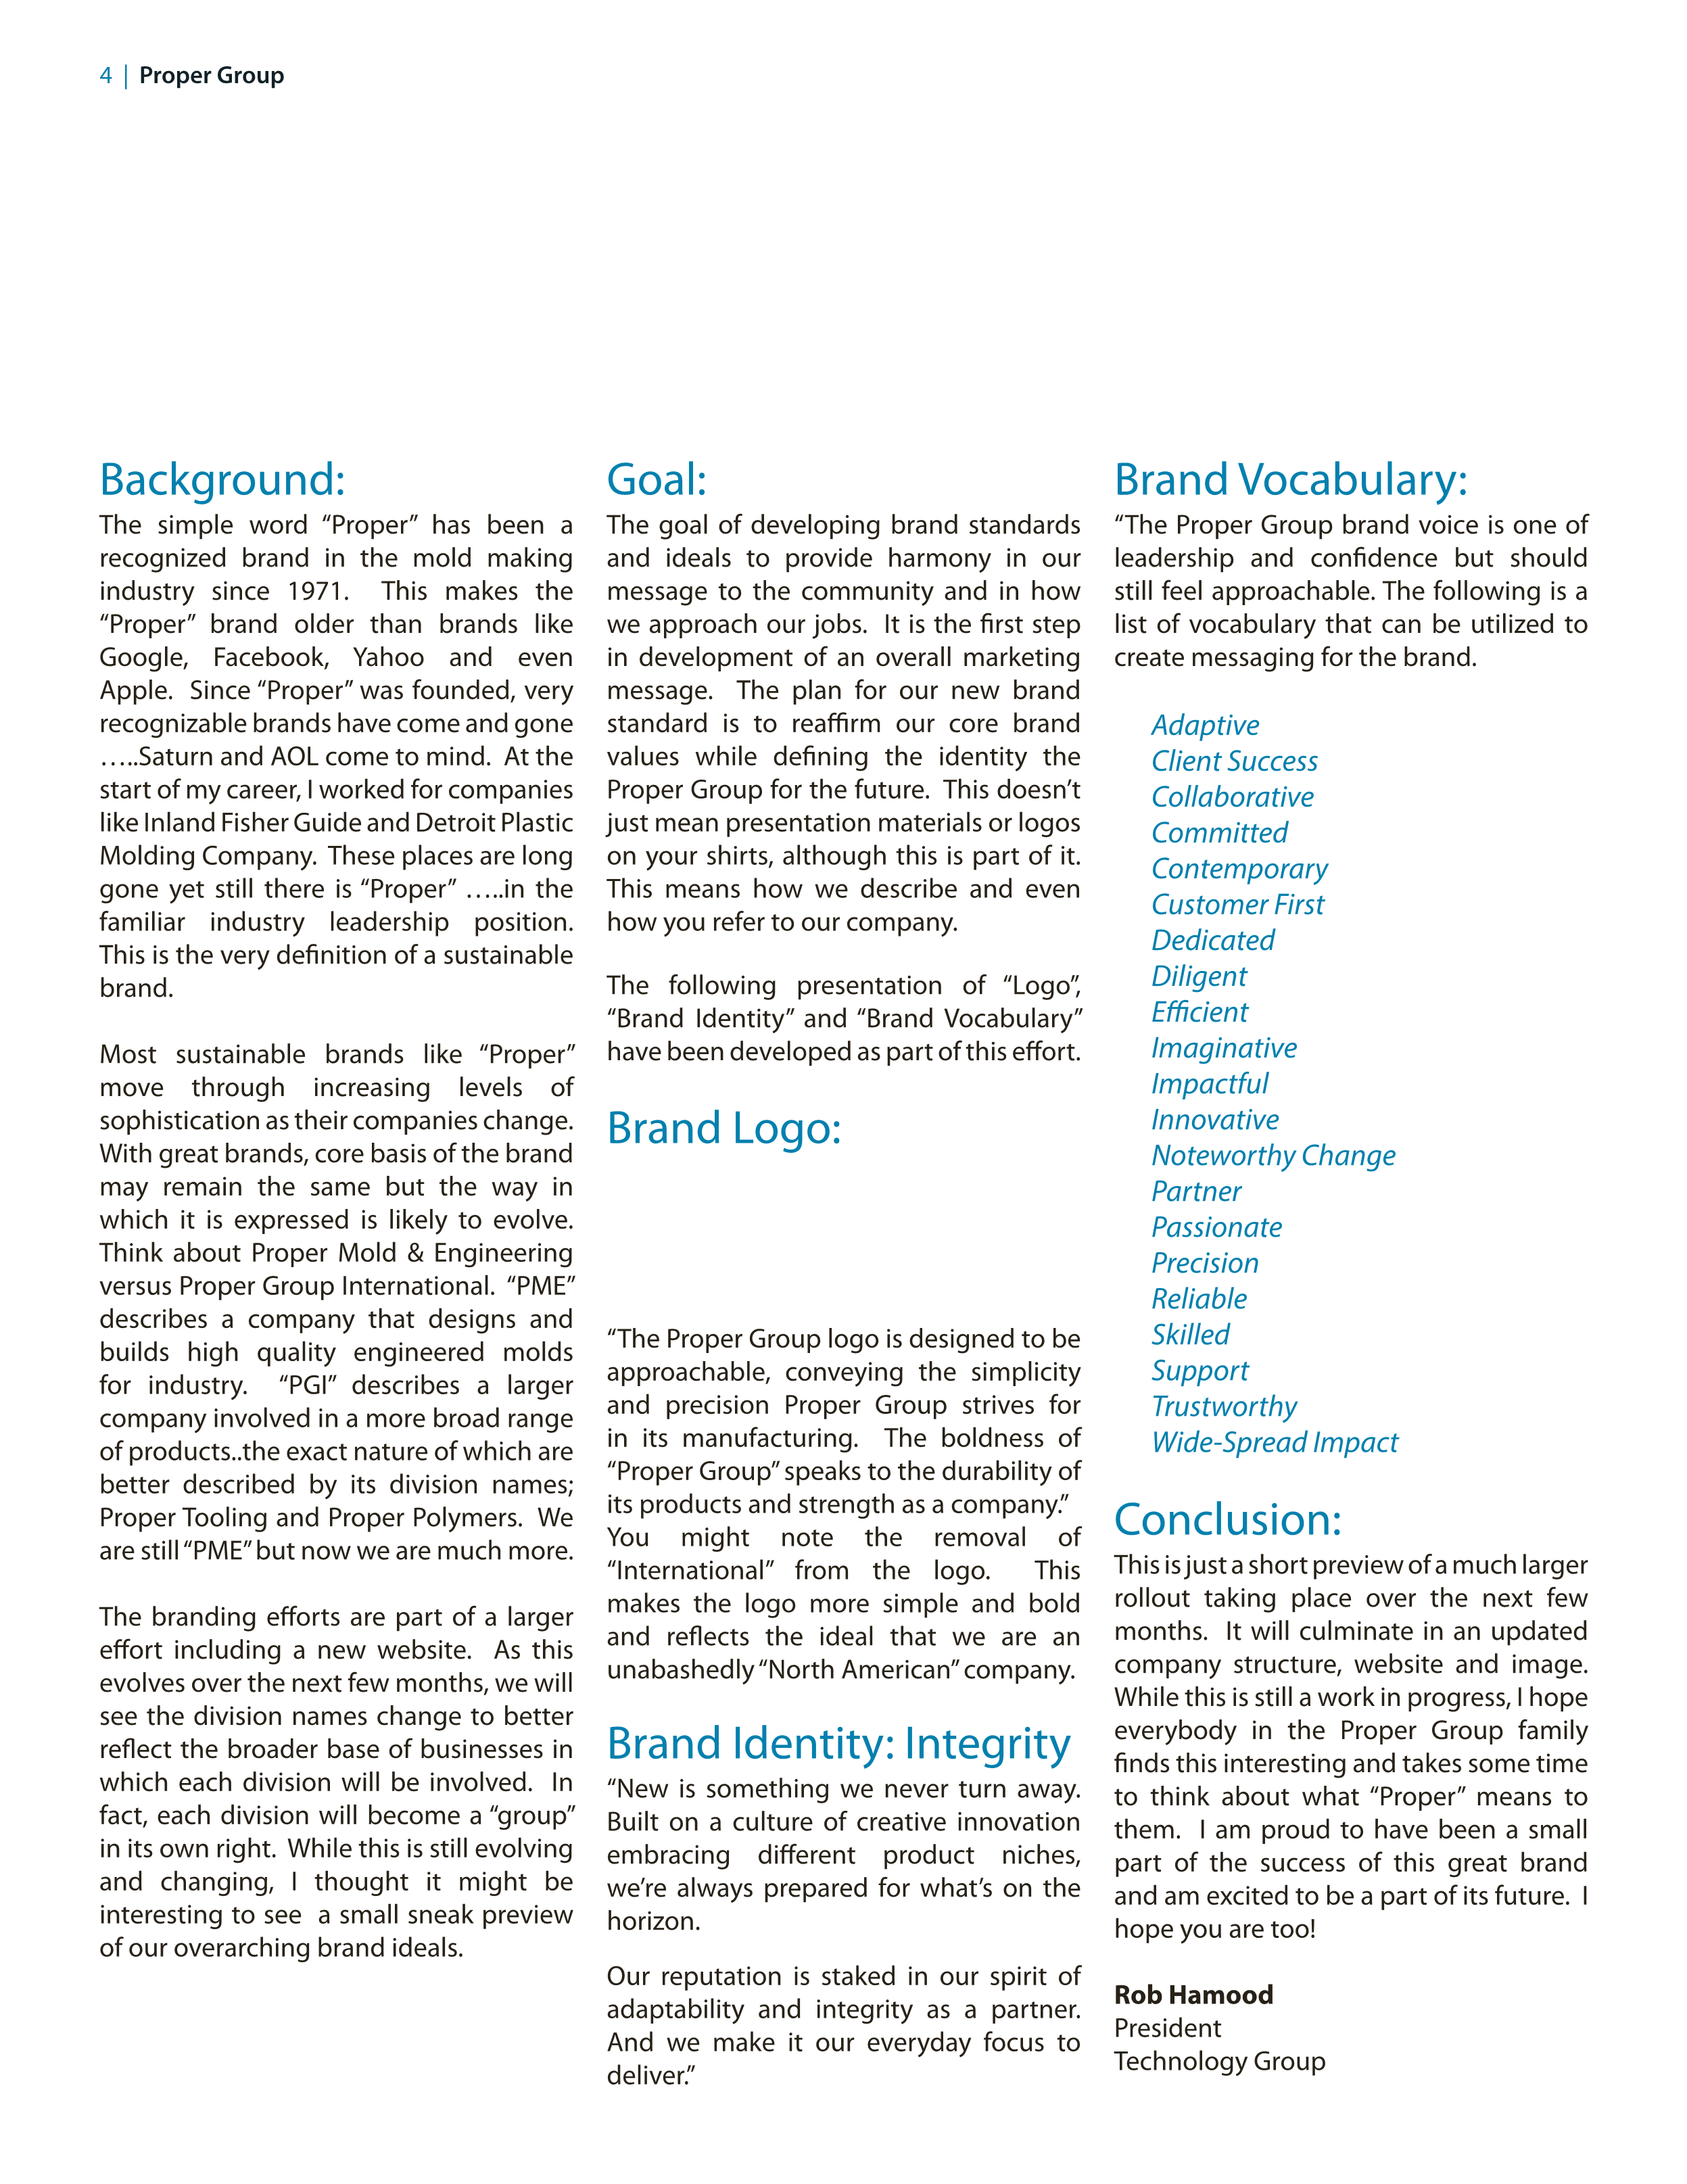 4 | Proper Group
Background:
The simple word “Proper” has been a
recognized brand in the mold making
industry since 1971.  This makes the
“Proper” brand older than brands like
Google, Facebook, Yahoo and even
Apple.  Since “Proper” was founded, very
recognizable brands have come and gone
…..Saturn and AOL come to mind.  At the
start of my career, I worked for companies
like Inland Fisher Guide and Detroit Plastic
Molding Company.  These places are long
gone yet still there is “Proper” …..in the
familiar industry leadership position.
This is the very definition of a sustainable
brand.
Most sustainable brands like “Proper”
move through increasing levels of
sophistication as their companies change.
With great brands, core basis of the brand
may remain the same but the way in
which it is expressed is likely to evolve.
Think about Proper Mold & Engineering
versus Proper Group International.  “PME”
describes a company that designs and
builds high quality engineered molds
for industry.  “PGI” describes a larger
company involved in a more broad range
of products..the exact nature of which are
better described by its division names;
Proper Tooling and Proper Polymers.  We
are still “PME” but now we are much more.
The branding efforts are part of a larger
effort including a new website.  As this
evolves over the next few months, we will
see the division names change to better
reflect the broader base of businesses in
which each division will be involved.  In
fact, each division will become a “group”
in its own right.  While this is still evolving
and changing, I thought it might be
interesting to see  a small sneak preview
of our overarching brand ideals.
Goal:
The goal of developing brand standards
and ideals to provide harmony in our
message to the community and in how
we approach our jobs.  It is the first step
in development of an overall marketing
message.  The plan for our new brand
standard is to reaffirm our core brand
values while defining the identity the
Proper Group for the future.  This doesn’t
just mean presentation materials or logos
on your shirts, although this is part of it.
This means how we describe and even
how you refer to our company.
The following presentation of “Logo”,
“Brand Identity” and “Brand Vocabulary”
have been developed as part of this effort.
Brand Logo:
“The Proper Group logo is designed to be
approachable, conveying the simplicity
and precision Proper Group strives for
in its manufacturing.  The boldness of
“Proper Group” speaks to the durability of
its products and strength as a company.”
You might note the removal of
“International” from the logo.  This
makes the logo more simple and bold
and reflects the ideal that we are an
unabashedly “North American” company.
Brand Identity: Integrity
“New is something we never turn away.
Built on a culture of creative innovation
embracing different product niches,
we’re always prepared for what’s on the
horizon.
Our reputation is staked in our spirit of
adaptability and integrity as a partner.
And we make it our everyday focus to
deliver.”
Brand Vocabulary:
“The Proper Group brand voice is one of
leadership and confidence but should
still feel approachable. The following is a
list of vocabulary that can be utilized to
create messaging for the brand.
Adaptive
Client Success
Collaborative
Committed
Contemporary
Customer First
Dedicated
Diligent
Efficient
Imaginative
Impactful
Innovative
Noteworthy Change
Partner
Passionate
Precision
Reliable
Skilled
Support
Trustworthy
Wide-Spread Impact
Conclusion:
This is just a short preview of a much larger
rollout taking place over the next few
months.  It will culminate in an updated
company structure, website and image.
While this is still a work in progress, I hope
everybody in the Proper Group family
finds this interesting and takes some time
to think about what “Proper” means to
them.  I am proud to have been a small
part of the success of this great brand
and am excited to be a part of its future.  I
hope you are too!
Rob Hamood
President
Technology Group